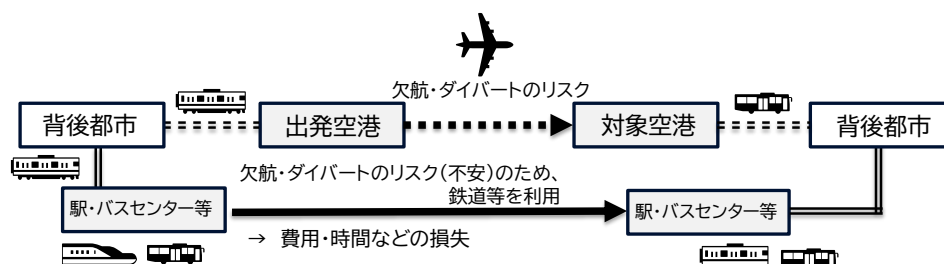 欠航・ダイバートのリスク
背後都市
出発空港
対象空港
背後都市
欠航・ダイバートのリスク(不安)のため、
鉄道等を利用
駅・バスセンター等
駅・バスセンター等
→ 費用・時間などの損失